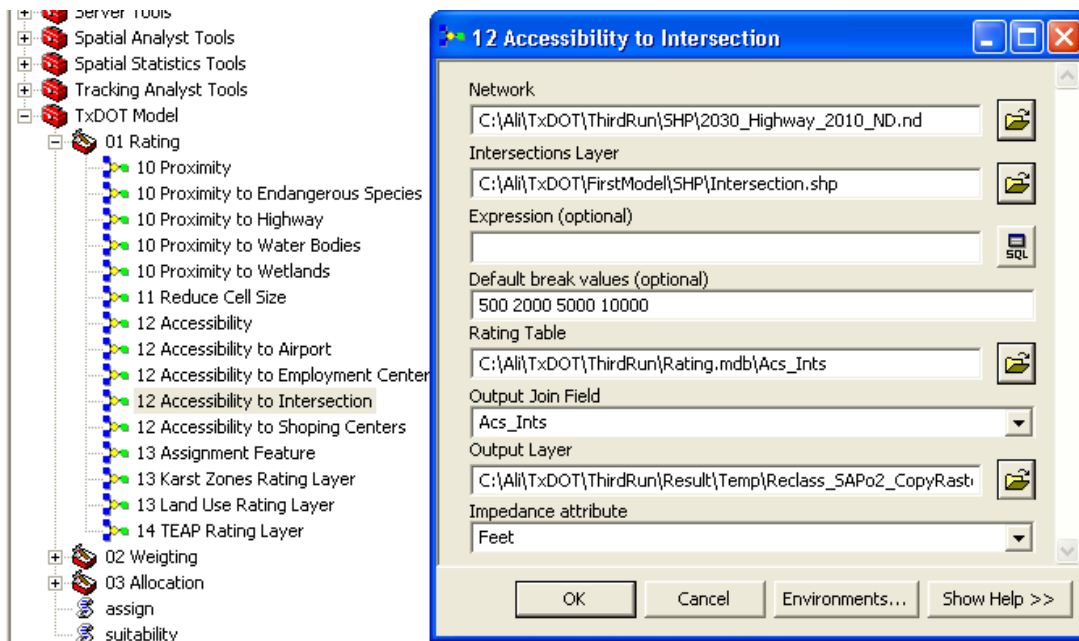 Server Tools
Spatial Analyst Tools
Spatial Statistics Tools
Tracking Analyst Tools
TxDOT Model
01 Rating
10 Proximity
10 Proximity to Endangerous Species
10 Proximity to Highway
10 Proximity to Water Bodies
10 Proximity to Wetlands
11 Reduce Cell Size
12 Accessibility
12 Accessibility to Airport
12 Accessibility to Employment Center
12 Accessibility to Intersection
12 Accessibility to Shoping Centers
13 Assignment Feature
13 Karst Zones Rating Layer
13 Land Use Rating Layer
14 TEAP Rating Layer
02 Weigting
03 Allocation
assign
suitability
12 Accessibility to Intersection
Network
C:\Ali\TxDOT\ThirdRun\SHP\2030_Highway_2010_ND.nd
Intersections Layer
C:\Ali\TxDOT\FirstModel\SHP\Intersection.shp
Expression (optional)
SQL
Default break values (optional)
500 2000 5000 10000
Rating Table
C:\Ali\TxDOT\ThirdRun\Rating.mdb\Acs_Ints
Output Join Field
Acs_Ints
Output Layer
C:\Ali\TxDOT\ThirdRun\Result\Temp\Reclass_SAPo2_CopyRast
Impedance attribute
Feet
OK Cancel Environments... Show Help >>